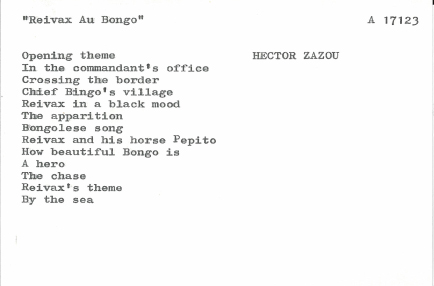 "Reivax Au Bongo" A 17123
Opening theme HECTOR ZAZOU
In the commandant's office
Crossing the border
Chief Bingo's village
Reivax in a black mood
The apparition
Bongolese song
Reivax and his horse Pepito
How beautiful Bongo is
A hero
The chase
Reivax's theme
By the sea